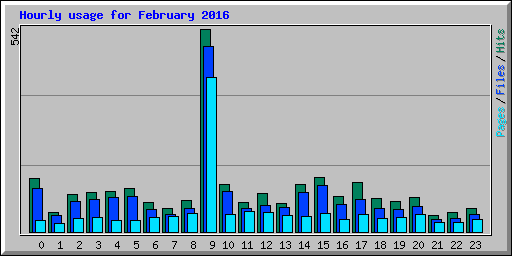 Hourly usage for February 2016
542
Pages/Files/Hits
0 1 2 3 4 5 6 7 8 9 10 11 12 13 14 15 16 17 18 19 20 21 22 23